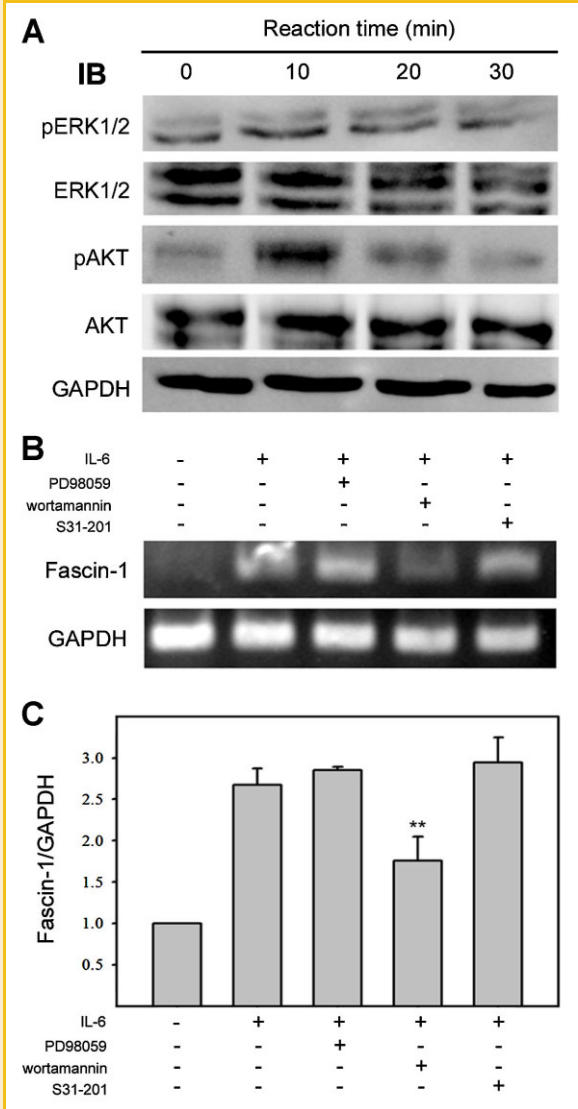 A
Reaction time (min)
IB 0 10 20 30
pERK1/2
ERK1/2
pAKT
AKT
GAPDH
B
IL-6 - + + + +
PD98059 - - + - -
wortamannin - - - + -
S31-201 - - - - +
Fascin-1
GAPDH
C
Fascin-1/GAPDH
3.0
2.5
2.0
1.5
1.0
0.5
**
IL-6 - + + + +
PD98059 - - + - -
wortamannin - - - + -
S31-201 - - - - +